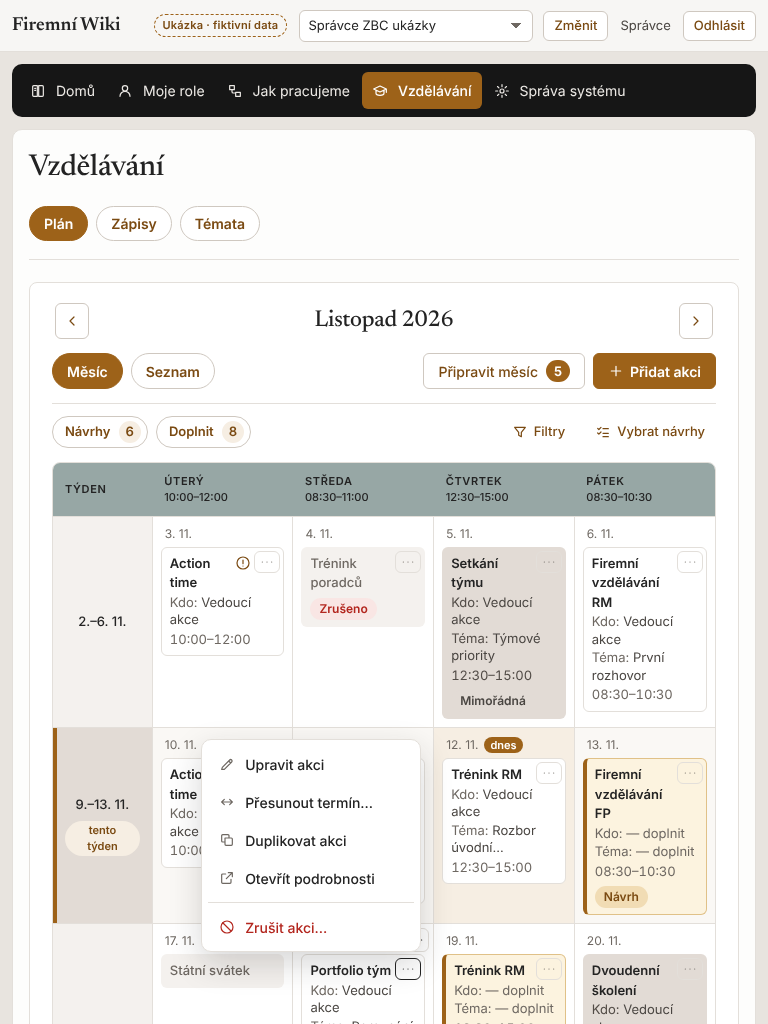 Firemní Wiki
Ukázka · fiktivní data
Správce ZBC ukázky
Změnit
Správce
Odhlásit
Domů
Moje role
Jak pracujeme
Vzdělávání
Správa systému
Vzdělávání
Plán
Zápisy
Témata
Listopad 2026
Měsíc
Seznam
Připravit měsíc 5
Přidat akci
Návrhy 6
Doplnit 8
Filtry
Vybrat návrhy
TÝDEN
ÚTERÝ
10:00–12:00
STŘEDA
08:30–11:00
ČTVRTEK
12:30–15:00
PÁTEK
08:30–10:30
2.–6. 11.
3. 11.
Action
time
Kdo: Vedoucí
akce
10:00–12:00
4. 11.
Trénink
poradců
Zrušeno
5. 11.
Setkání
týmu
Kdo: Vedoucí
akce
Téma: Týmové
priority
12:30–15:00
Mimořádná
6. 11.
Firemní
vzdělávání
RM
Kdo: Vedoucí
akce
Téma: První
rozhovor
08:30–10:30
9.–13. 11.
tento
týden
10. 11.
time
Kdo:
akce
Upravit akci
Přesunout termín…
Duplikovat akci
Otevřít podrobnosti
Zrušit akci…
12. 11. dnes
Trénink RM
Kdo: Vedoucí
akce
Téma: Rozbor
úvodní…
12:30–15:00
13. 11.
Firemní
vzdělávání
FP
Kdo: — doplnit
Téma: — doplnit
08:30–10:30
Návrh
17. 11.
Státní svátek
Portfolio tým
Kdo: Vedoucí
akce
19. 11.
Trénink RM
Kdo: — doplnit
Téma: — doplnit
20. 11.
Dvoudenní
školení
Kdo: Vedoucí